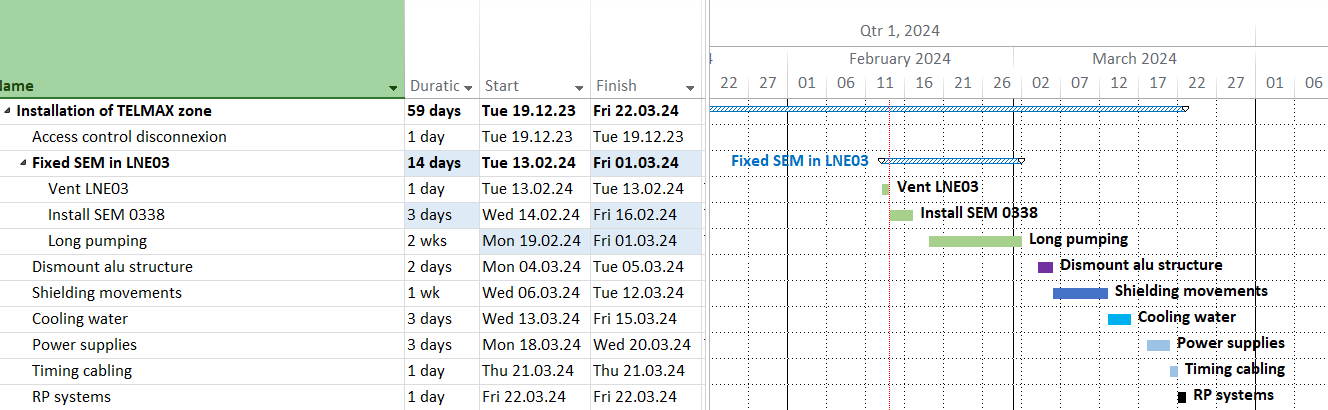 Qtr 1, 2024
February 2024 March 2024
Duratic Start Finish 22 27 01 06 11 16 21 26 02 07 12 17 22 27 01 06
Installation of TELMAX zone 59 days Tue 19.12.23 Fri 22.03.24
Access control disconnexion 1 day Tue 19.12.23 Tue 19.12.23
Fixed SEM in LNE03 14 days Tue 13.02.24 Fri 01.03.24 Fixed SEM in LNE03
Vent LNE03 1 day Tue 13.02.24 Tue 13.02.24 Vent LNE03
Install SEM 0338 3 days Wed 14.02.24 Fri 16.02.24 Install SEM 0338
Long pumping 2 wks Mon 19.02.24 Fri 01.03.24 Long pumping
Dismount alu structure 2 days Mon 04.03.24 Tue 05.03.24 Dismount alu structure
Shielding movements 1 wk Wed 06.03.24 Tue 12.03.24 Shielding movements
Cooling water 3 days Wed 13.03.24 Fri 15.03.24 Cooling water
Power supplies 3 days Mon 18.03.24 Wed 20.03.24 Power supplies
Timing cabling 1 day Thu 21.03.24 Thu 21.03.24 Timing cabling
RP systems 1 day Fri 22.03.24 Fri 22.03.24 RP systems